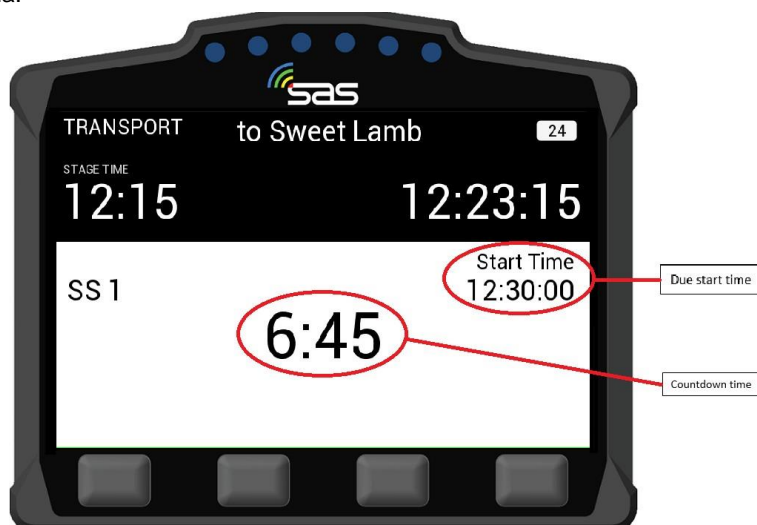 sas
TRANSPORT to Sweet Lamb 24
STAGE TIME
12:15 12:23:15
Start Time
SS 1 12:30:00
6:45
Due start time
Countdown time